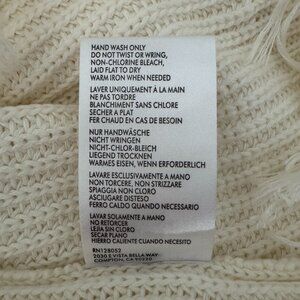 HAND WASH ONLY
DO NOT TWIST OR WRING,
NON-CHLORINE BLEACH,
LAID FLAT TO DRY
WARM IRON WHEN NEEDED
LAVER UNIQUEMENT À LA MAIN
NE PAS TORDRE
BLANCHIMENT SANS CHLORE
SECHER A PLAT
FER CHAUD EN CAS DE BESOIN
NUR HANDWÄSCHE
NICHT WRINGEN
NICHT-CHLOR-BLEICH
LIEGEND TROCKNEN
WARMES EISEN, WENN ERFORDERLICH
LAVARE ESCLUSIVAMENTE A MANO
NON TORCERE, NON STRIZZARE
SPIAGGIA NON CLORO
ASCIUGARE DISTESO
FERRO CALDO QUANDO NECESSARIO
LAVAR SOLAMENTE A MANO
NO RETORCER
LEJIA SIN CLORO
SECAR PLANO
HIERRO CALIENTE CUANDO NECESITO
RN128052
2030 E VISTA BELLA WAY
COMPTON, CA 90220